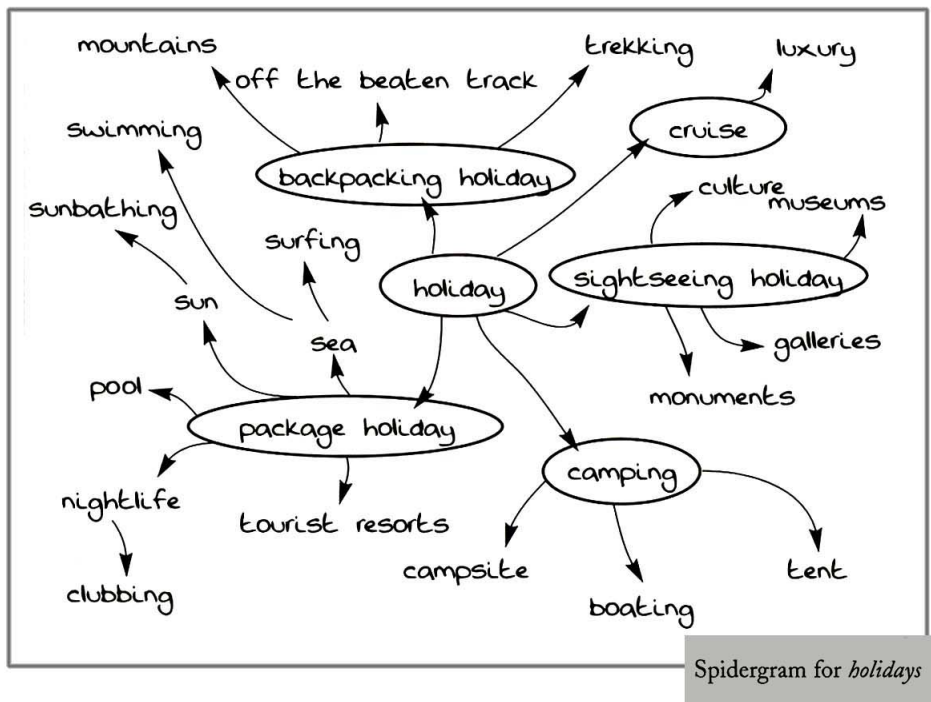 mountains
off the beaten track
trekking
luxury
swimming
cruise
backpacking holiday
sunbathing
culture
museums
surfing
holiday
sightseeing holiday
sun
sea
galleries
pool
monuments
package holiday
camping
nightlife
tourist resorts
campsite
tent
clubbing
boating
Spidergram for holidays